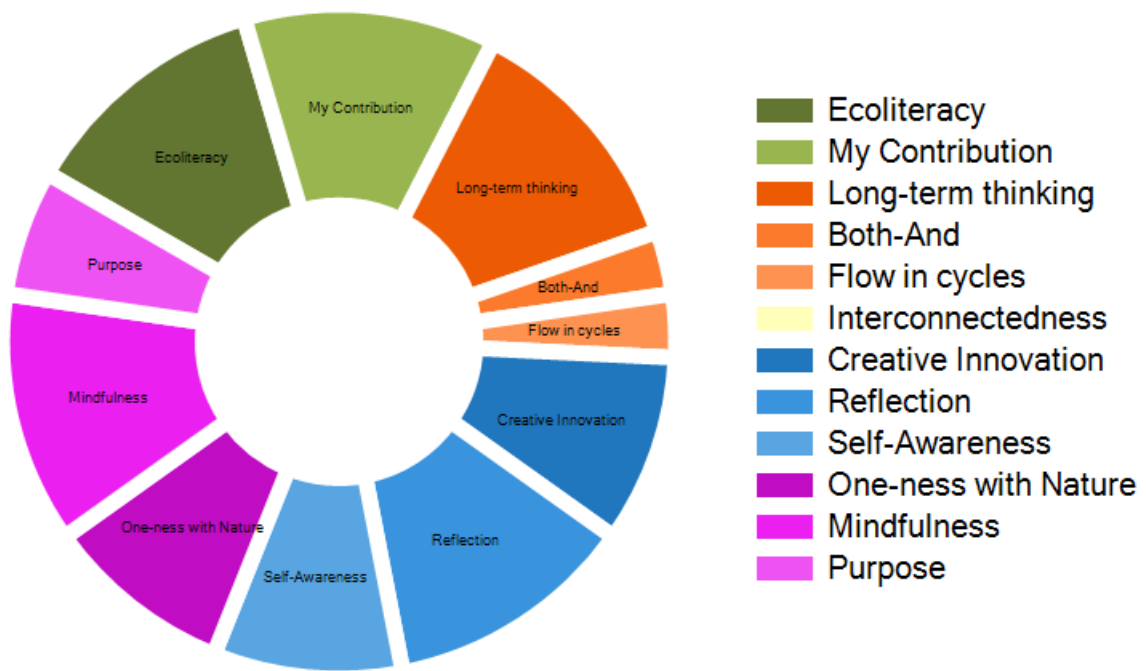 My Contribution
Ecoliteracy
Long-term thinking
Purpose
Both-And
Flow in cycles
Mindfulness
Creative Innovation
One-ness with Nature
Reflection
Self-Awareness
Ecoliteracy
My Contribution
Long-term thinking
Both-And
Flow in cycles
Interconnectedness
Creative Innovation
Reflection
Self-Awareness
One-ness with Nature
Mindfulness
Purpose